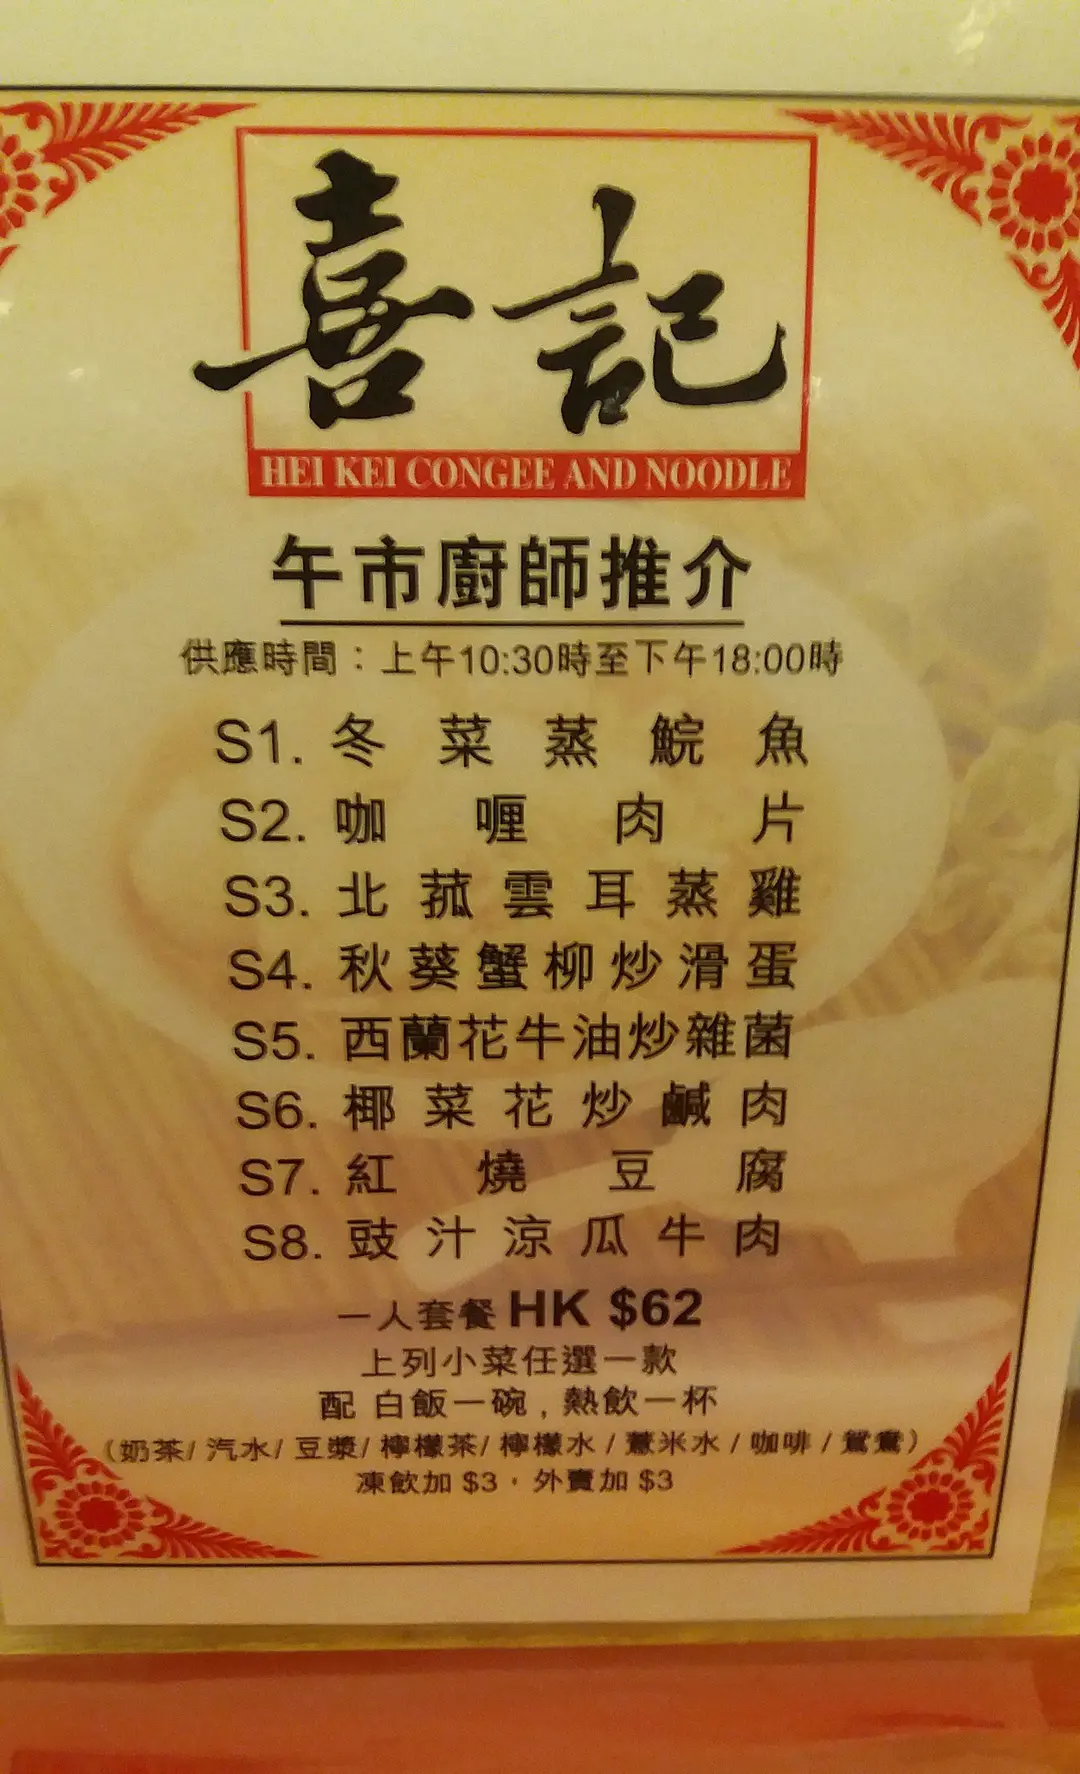 喜記
HEI KEI CONGEE AND NOODLE
午市廚師推介
供應時間：上午10:30時至下午18:00時
S1. 冬菜蒸鯇魚
S2. 咖喱肉片
S3. 北菰雲耳蒸雞
S4. 秋葵蟹柳炒滑蛋
S5. 西蘭花牛油炒雜菌
S6. 椰菜花炒鹹肉
S7. 紅燒豆腐
S8. 豉汁涼瓜牛肉
一人套餐 HK $62
上列小菜任選一款
配 白飯一碗 , 熱飲一杯
（奶茶/ 汽水/ 豆漿/ 檸檬茶/ 檸檬水 / 薏米水 / 咖啡 / 鴛鴦）
凍飲加 $3，外賣加 $3